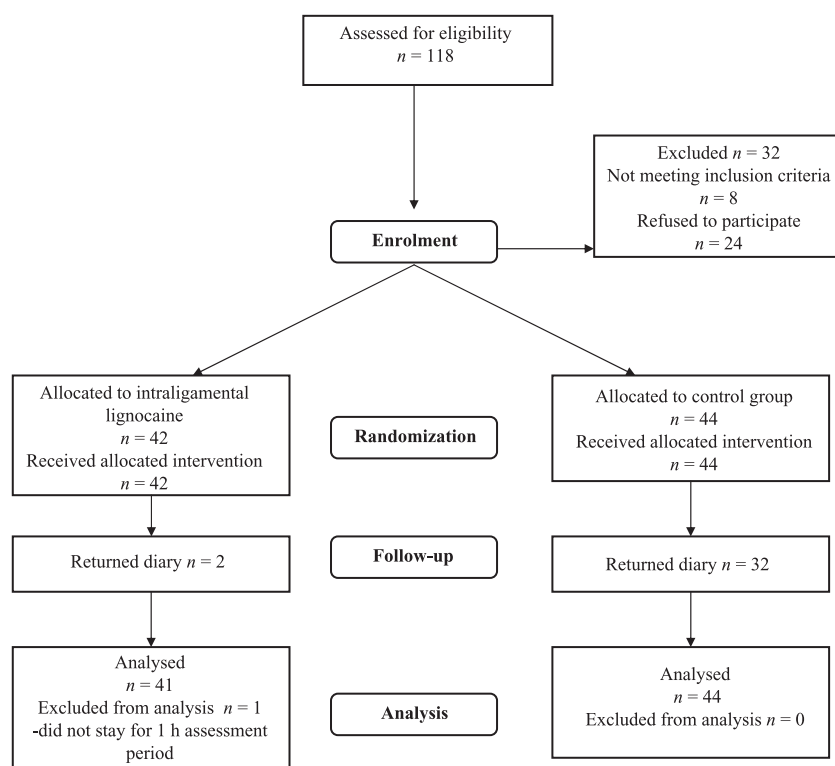 Assessed for eligibility
n = 118
Excluded n = 32
Not meeting inclusion criteria
n = 8
Refused to participate
n = 24
Enrolment
Allocated to intraligamental
lignocaine
n = 42
Received allocated intervention
n = 42
Randomization
Allocated to control group
n = 44
Received allocated intervention
n = 44
Returned diary n = 2
Follow-up
Returned diary n = 32
Analysed
n = 41
Excluded from analysis n = 1
-did not stay for 1 h assessment
period
Analysis
Analysed
n = 44
Excluded from analysis n = 0